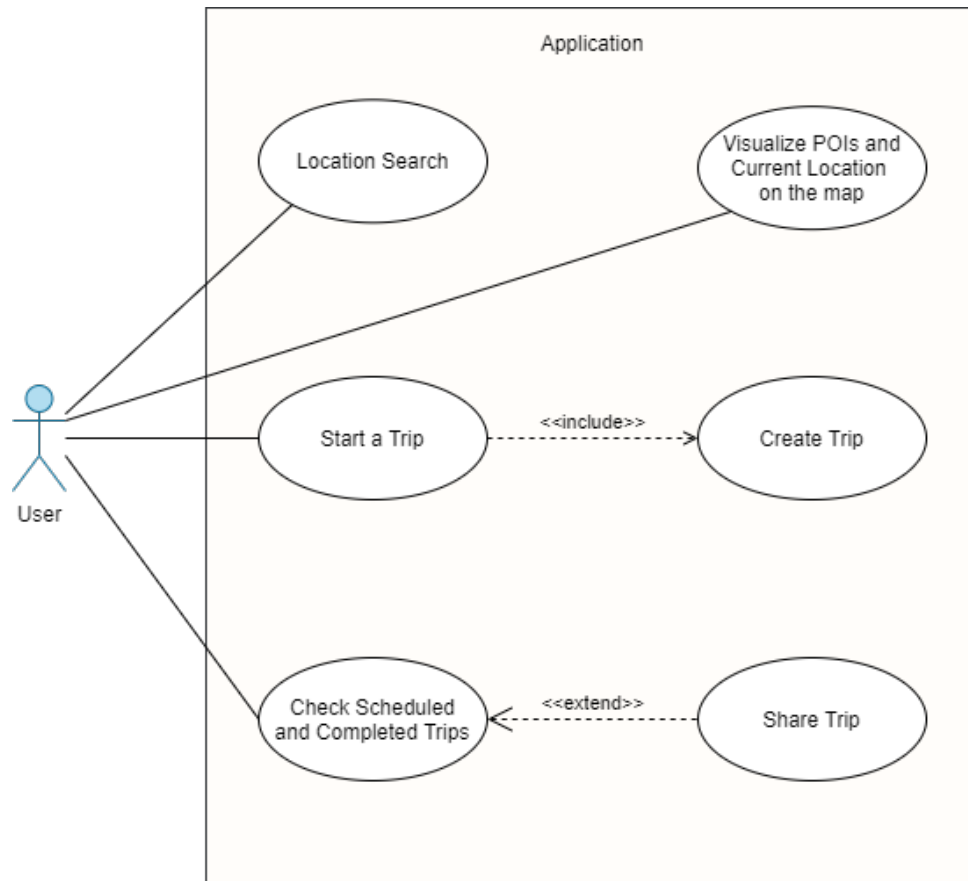 Application
Location Search
Visualize POIs and
Current Location
on the map
Start a Trip
<<include>>
Create Trip
User
Check Scheduled
and Completed Trips
<<extend>>
Share Trip